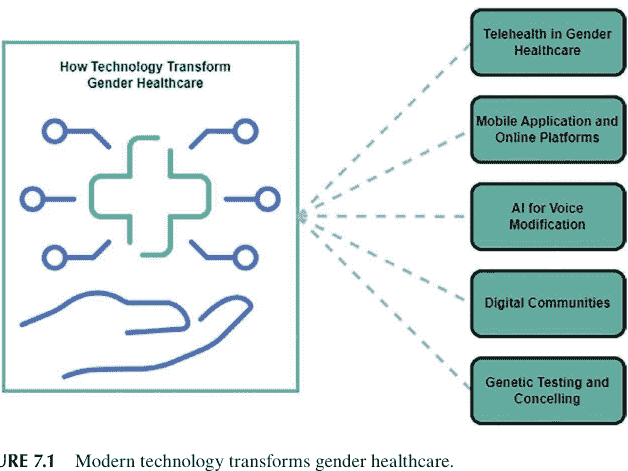 How Technology Transform
Gender Healthcare
Telehealth in Gender
Healthcare
Mobile Application and
Online Platforms
AI for Voice
Modification
Digital Communities
Genetic Testing and
Concelling
URE 7.1 Modern technology transforms gender healthcare.